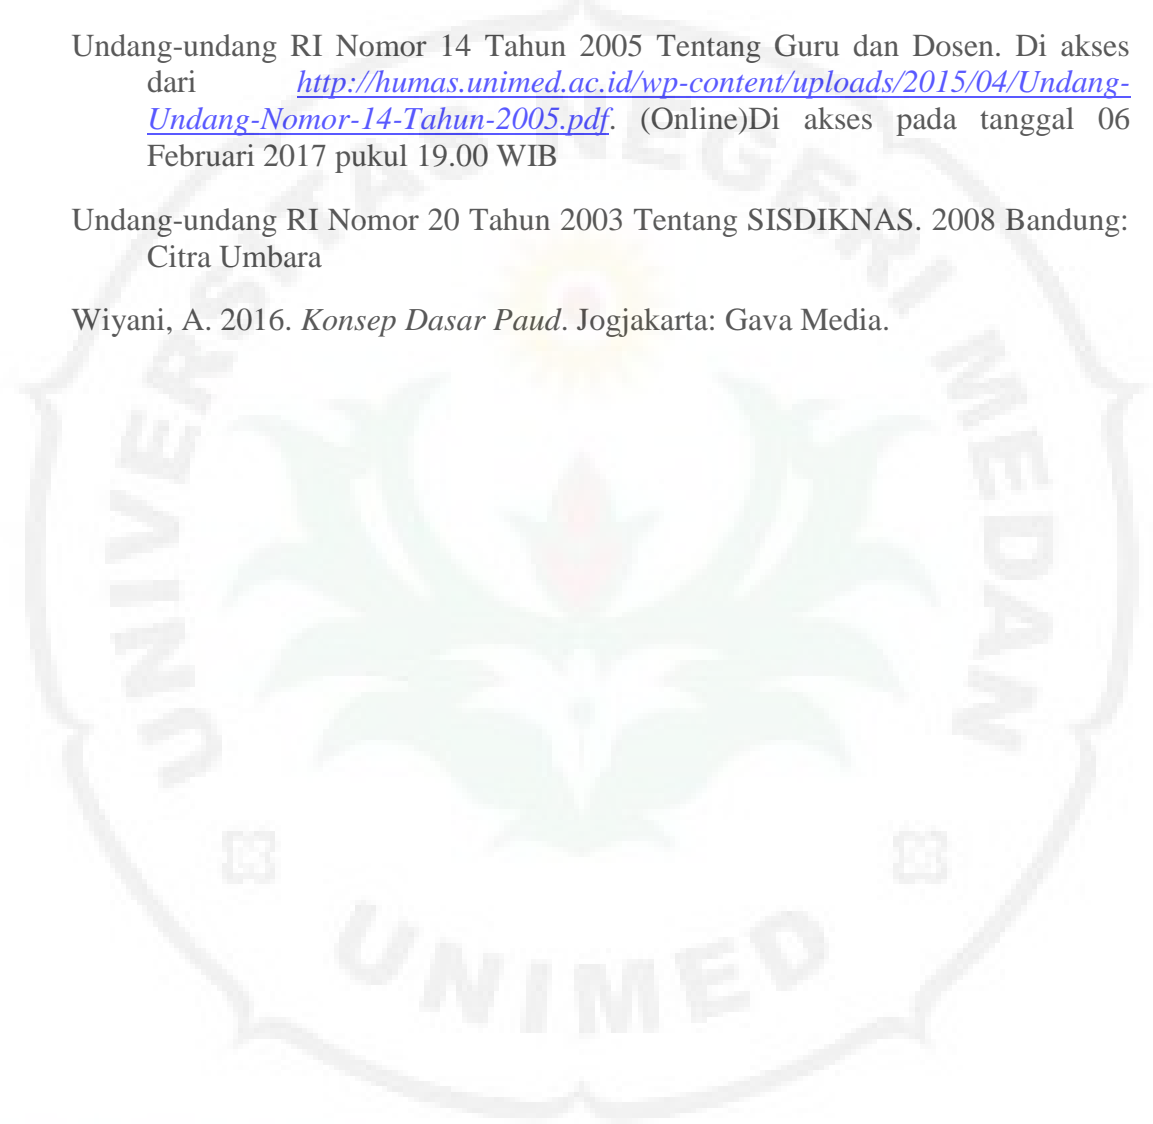 Undang-undang RI Nomor 14 Tahun 2005 Tentang Guru dan Dosen. Di akses
dari http://humas.unimed.ac.id/wp-content/uploads/2015/04/Undang-
Undang-Nomor-14-Tahun-2005.pdf. (Online)Di akses pada tanggal 06
Februari 2017 pukul 19.00 WIB
Undang-undang RI Nomor 20 Tahun 2003 Tentang SISDIKNAS. 2008 Bandung:
Citra Umbara
Wiyani, A. 2016. Konsep Dasar Paud. Jogjakarta: Gava Media.
UNIVERSITAS NEGERI MEDAN
UNIMED